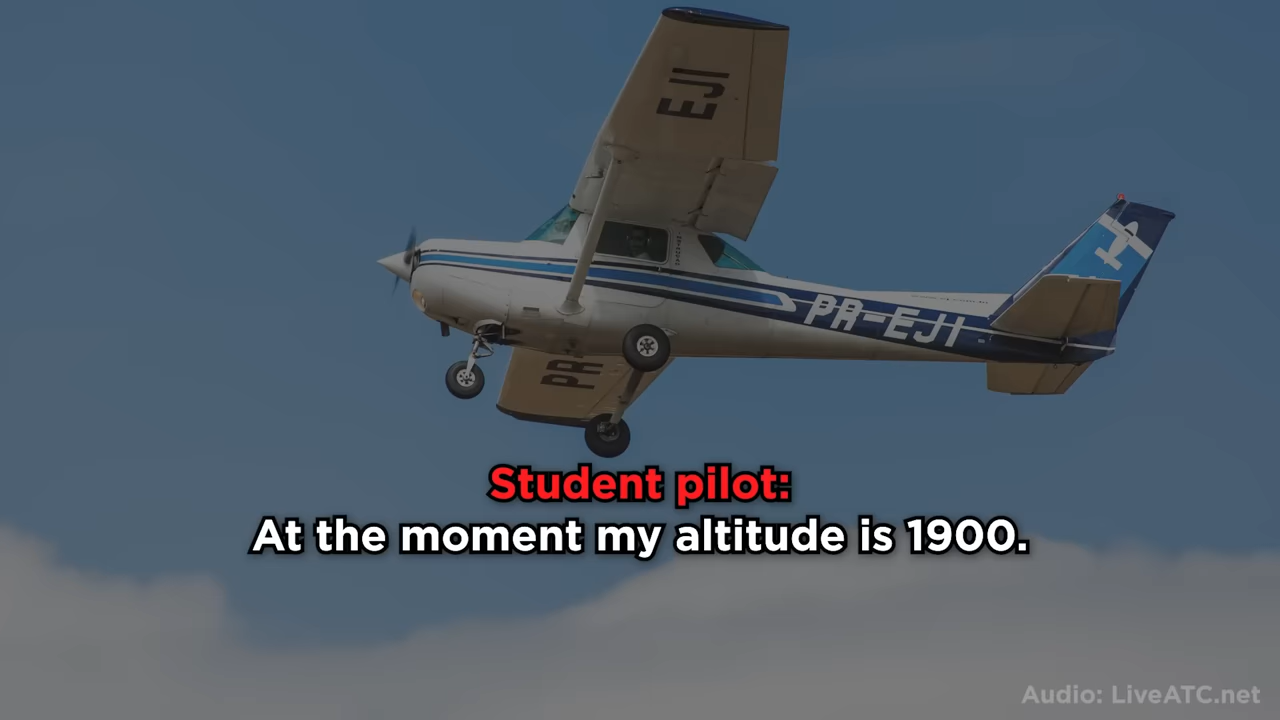 EJI
PR-EJI
PR
Student pilot:
At the moment my altitude is 1900.
Audio: LiveATC.net